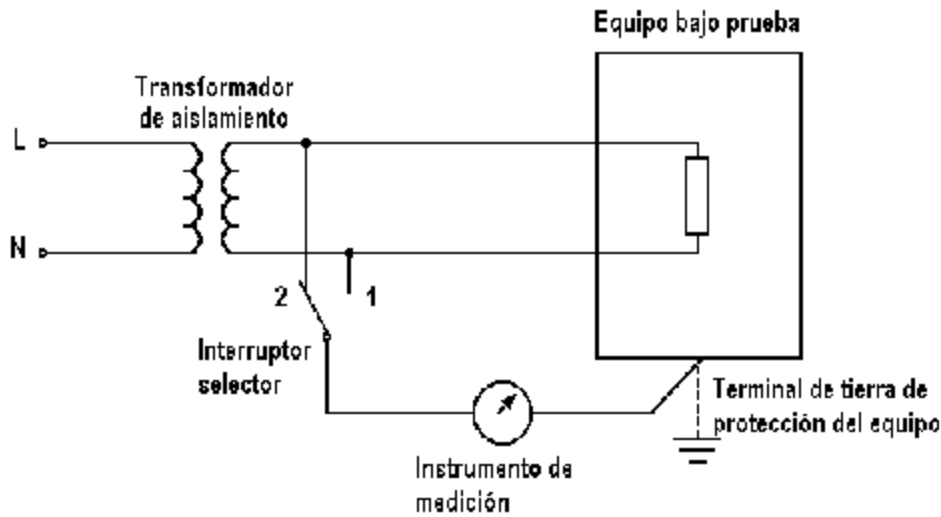 Equipo bajo prueba
Transformador
de aislamiento
L
N
2
1
Interruptor
selector
Terminal de tierra de
protección del equipo
Instrumento de
medición